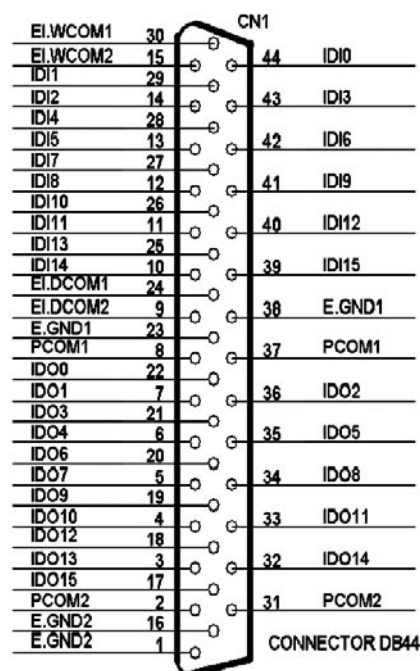 CN1
EI.WCOM1 30
EI.WCOM2 15 44 IDI0
IDI1 29
IDI2 14 43 IDI3
IDI4 28
IDI5 13 42 IDI6
IDI7 27
IDI8 12 41 IDI9
IDI10 26
IDI11 11 40 IDI12
IDI13 25
IDI14 10 39 IDI15
EI.DCOM1 24
EI.DCOM2 9 38 E.GND1
E.GND1 23
PCOM1 8 37 PCOM1
IDO0 22
IDO1 7 36 IDO2
IDO3 21
IDO4 6 35 IDO5
IDO6 20
IDO7 5 34 IDO8
IDO9 19
IDO10 4 33 IDO11
IDO12 18
IDO13 3 32 IDO14
IDO15 17
PCOM2 2 31 PCOM2
E.GND2 16
E.GND2 1 CONNECTOR DB44